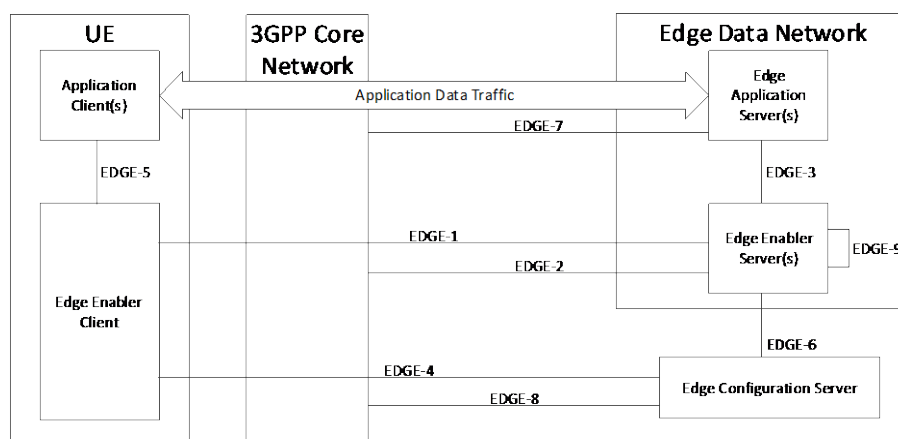 UE
3GPP Core
Network
Edge Data Network
Application
Client(s)
Application Data Traffic
Edge
Application
Server(s)
EDGE-7
EDGE-5
EDGE-3
EDGE-1
Edge Enabler
Server(s)
EDGE-9
EDGE-2
Edge Enabler
Client
EDGE-6
EDGE-4
Edge Configuration Server
EDGE-8